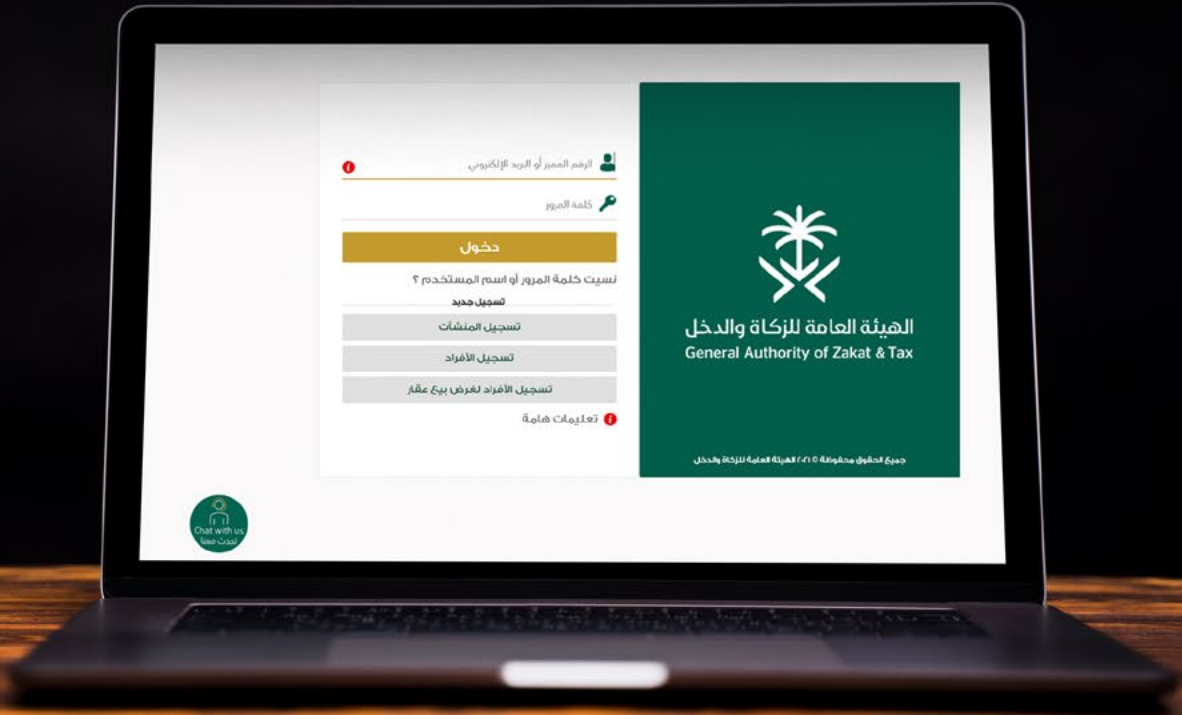 الرقم المميز أو البريد الإلكتروني
كلمة المرور
دخول
نسيت كلمة المرور أو اسم المستخدم ؟
تسجيل جديد
تسجيل المنشآت
تسجيل الأفراد
تسجيل الأفراد لغرض بيع عقار
تعليمات هامة
الهيئة العامة للزكاة والدخل
General Authority of Zakat & Tax
جميع الحقوق محفوظة © ٢٠٢١ الهيئة العامة للزكاة والدخل
Chat with us
تحدث معنا